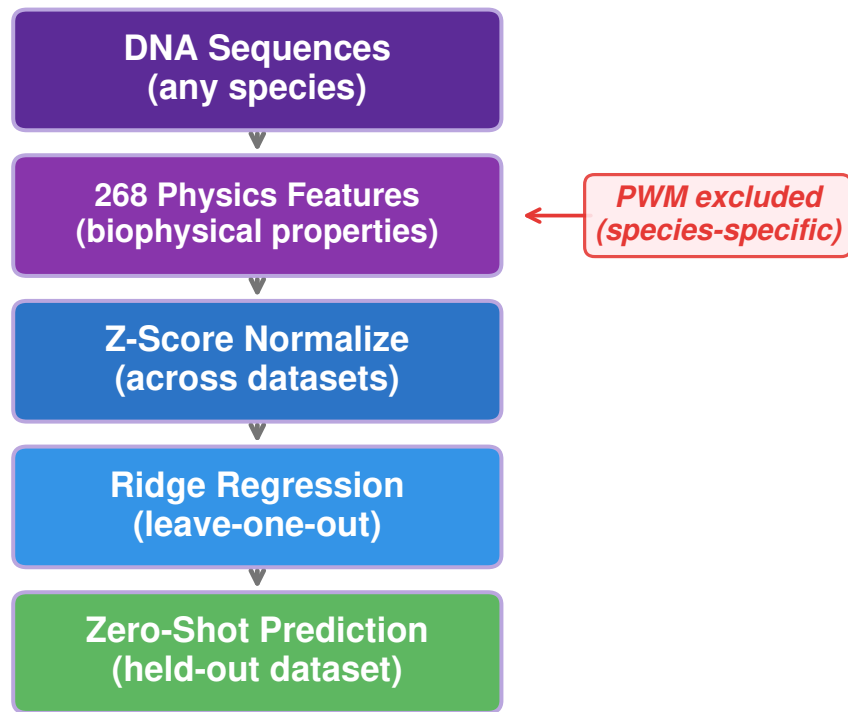 DNA Sequences
(any species)
268 Physics Features
(biophysical properties)
PWM excluded
(species-specific)
Z-Score Normalize
(across datasets)
Ridge Regression
(leave-one-out)
Zero-Shot Prediction
(held-out dataset)